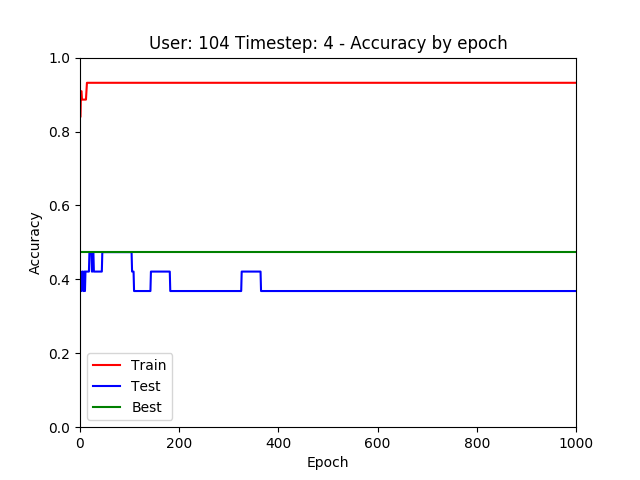 User: 104 Timestep: 4 - Accuracy by epoch
1.0
0.8
0.6
0.4
0.2
0.0
Accuracy
Train
Test
Best
0 200 400 600 800 1000
Epoch